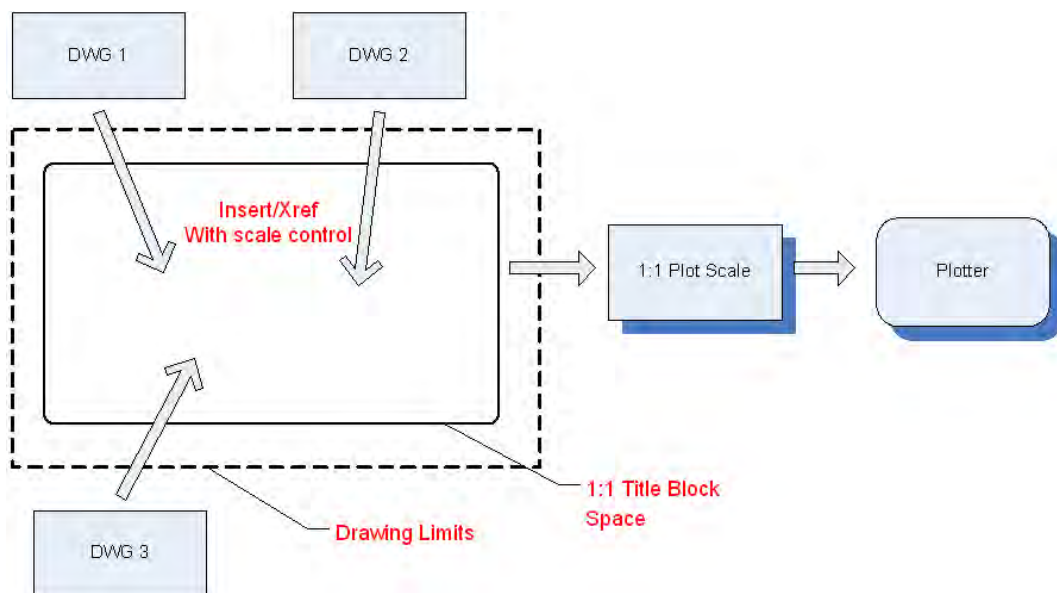 DWG 1
DWG 2
Insert/Xref
With scale control
1:1 Plot Scale
Plotter
1:1 Title Block
Space
Drawing Limits
DWG 3